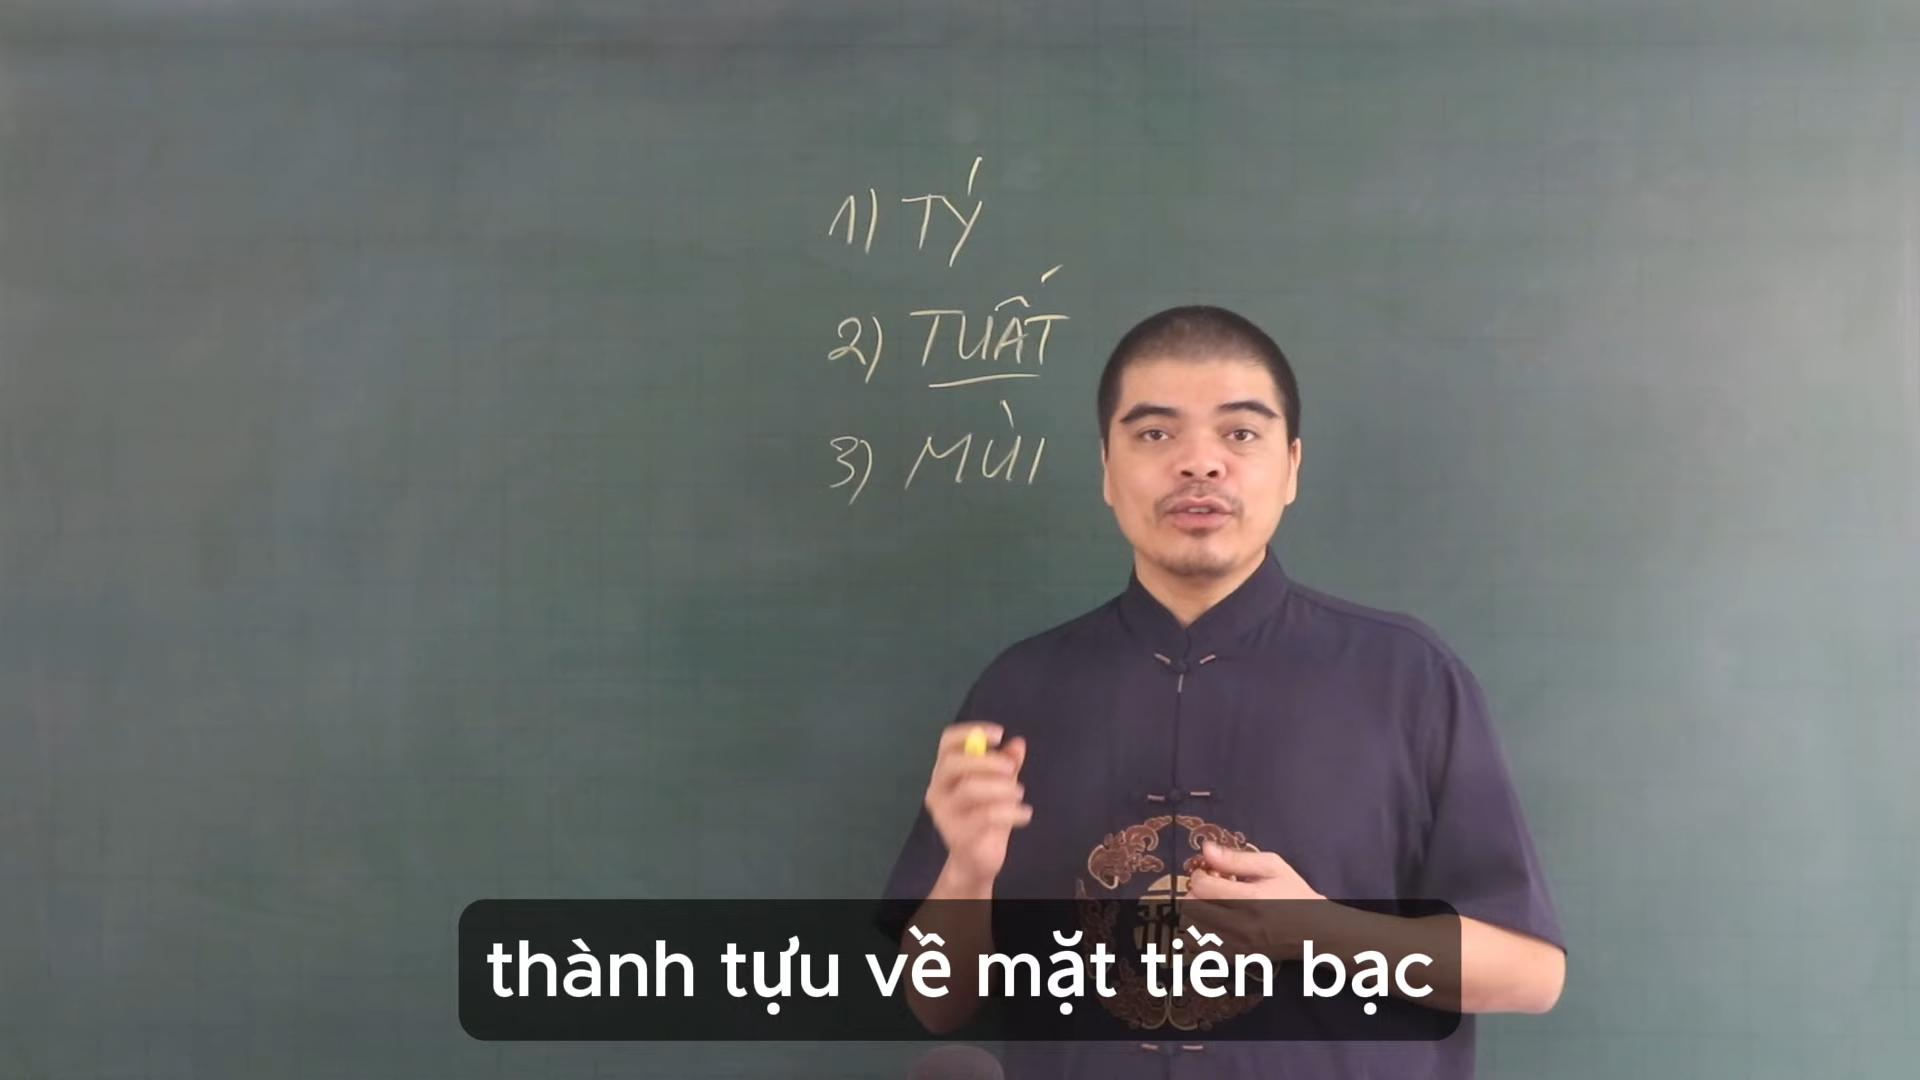 1) TÝ
2) TUẤT
3) MÙI
thành tựu về mặt tiền bạc